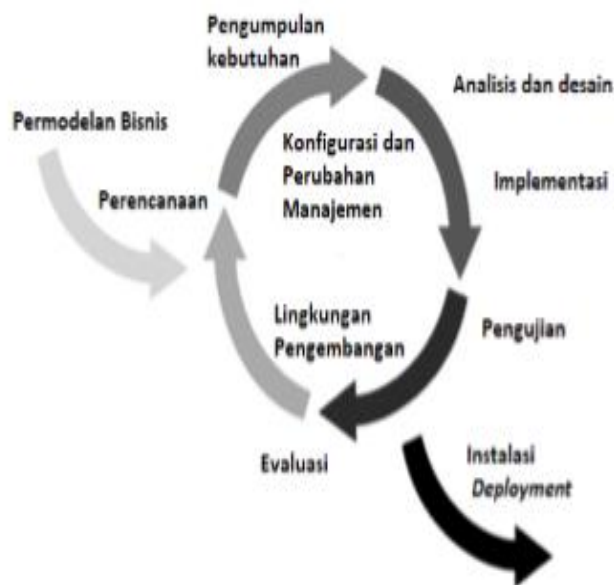 Pengumpulan
kebutuhan
Analisis dan desain
Permodelan Bisnis
Konfigurasi dan
Perubahan
Manajemen
Implementasi
Perencanaan
Lingkungan
Pengembangan
Pengujian
Evaluasi
Instalasi
Deployment